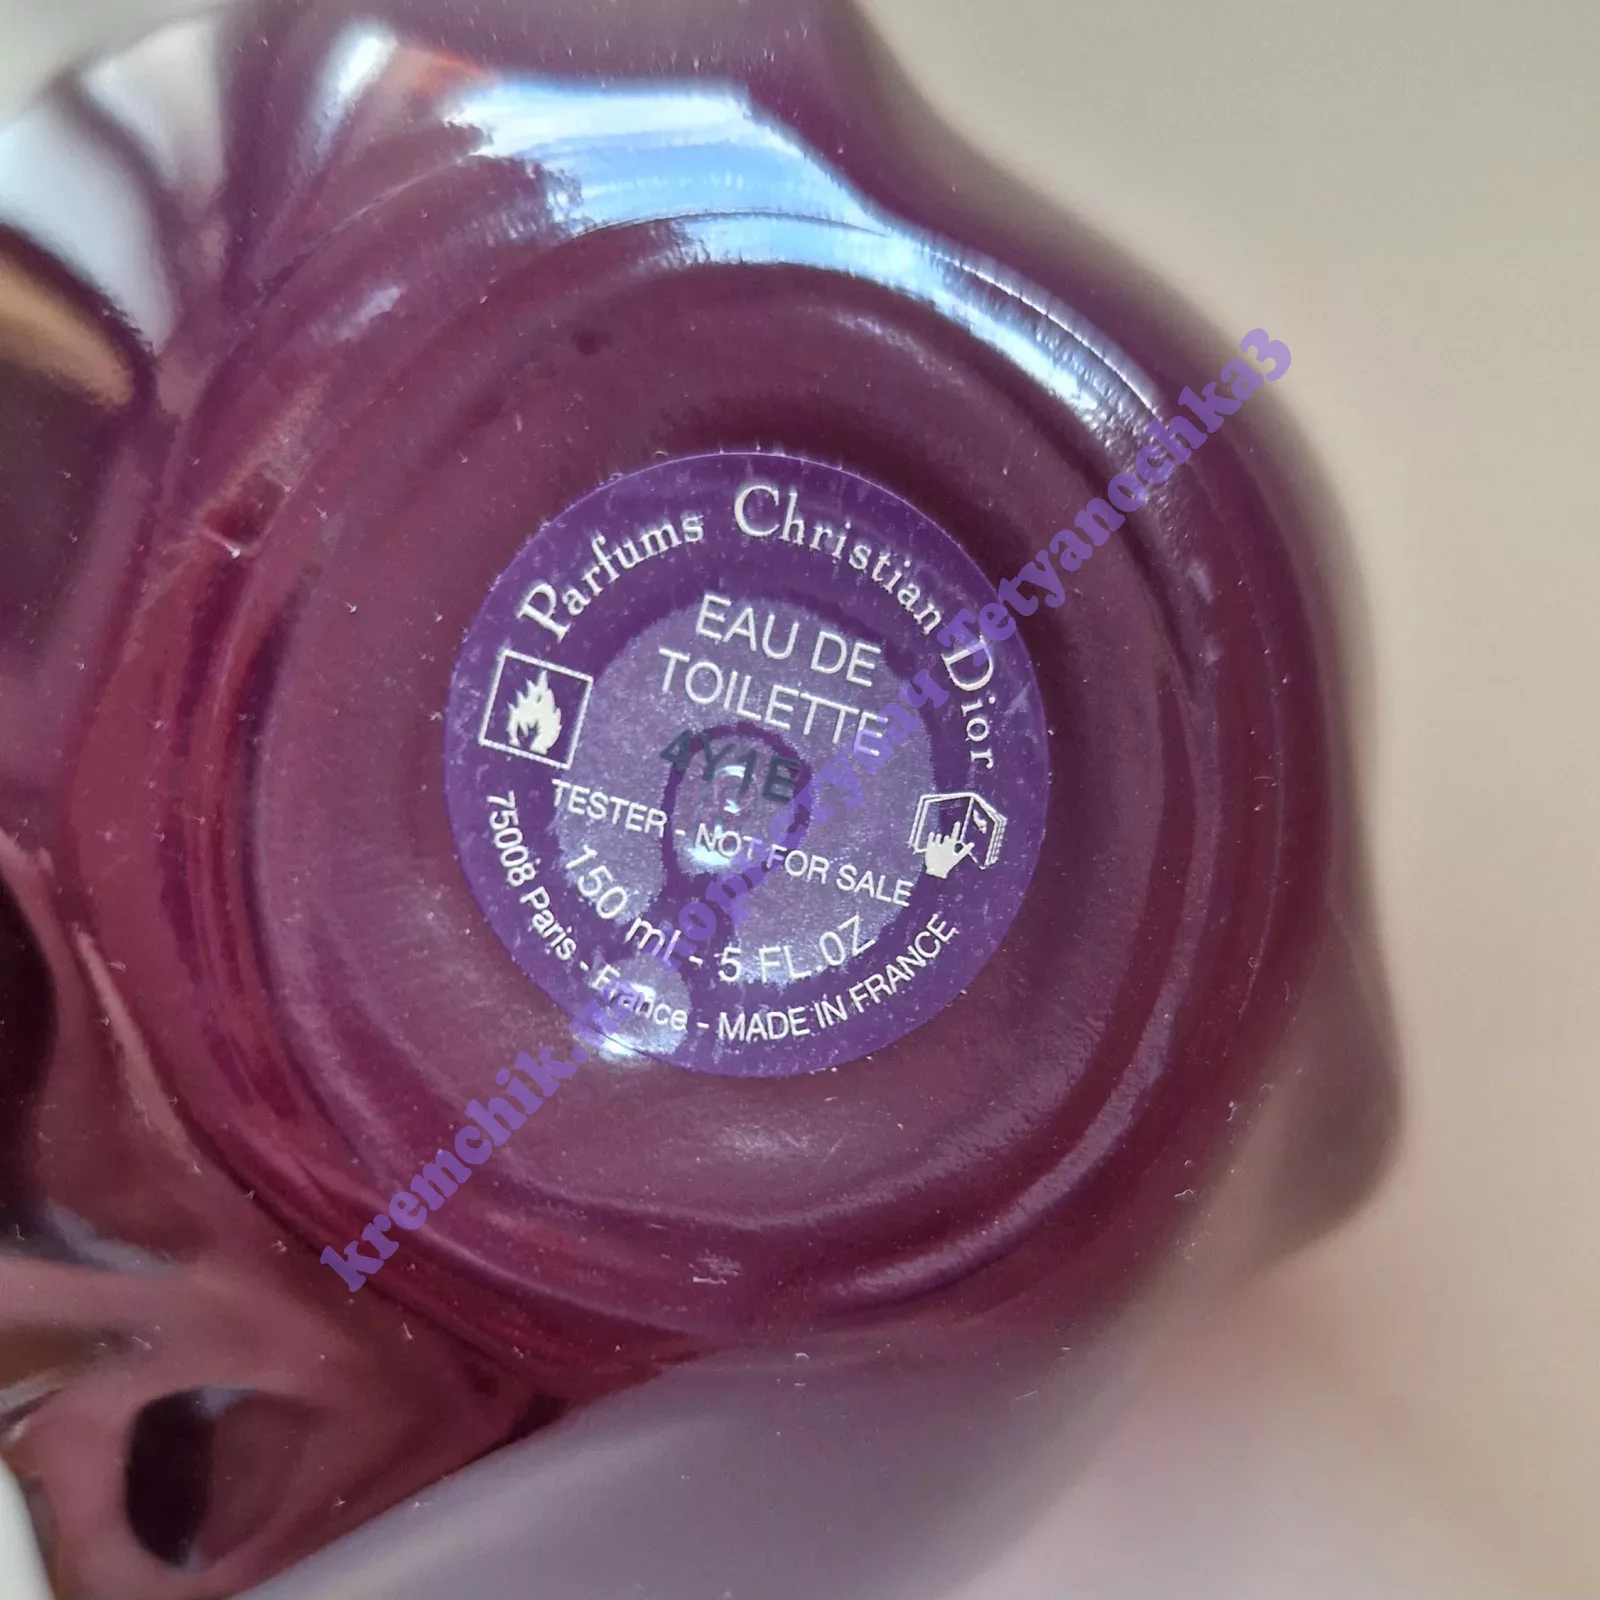 Parfums Christian Dior
EAU DE
TOILETTE
4Y1E
TESTER - NOT FOR SALE
150 ml - 5 FL.OZ
75008 Paris - France - MADE IN FRANCE
Tetyanochka3